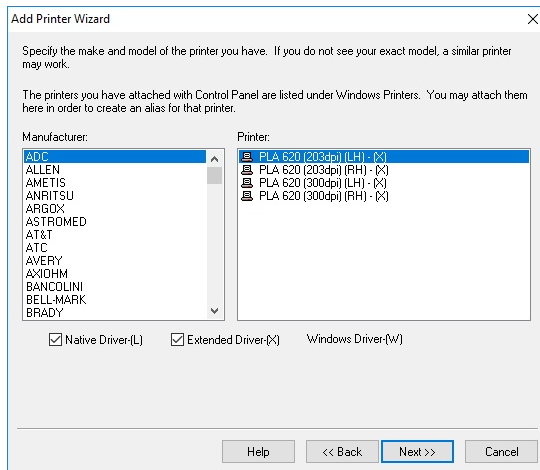 Add Printer Wizard
Specify the make and model of the printer you have. If you do not see your exact model, a similar printer
may work.
The printers you have attached with Control Panel are listed under Windows Printers. You may attach them
here in order to create an alias for that printer.
Manufacturer:
ADC
ALLEN
AMETIS
ANRITSU
ARGOX
ASTROMED
AT&T
ATC
AVERY
AXIOHM
BANCOLINI
BELL-MARK
BRADY
Printer:
PLA 620 (203dpi) (LH) - (X)
PLA 620 (203dpi) (RH) - (X)
PLA 620 (300dpi) (LH) - (X)
PLA 620 (300dpi) (RH) - (X)
Native Driver-(L) Extended Driver-(X) Windows Driver-(W)
Help << Back Next >> Cancel